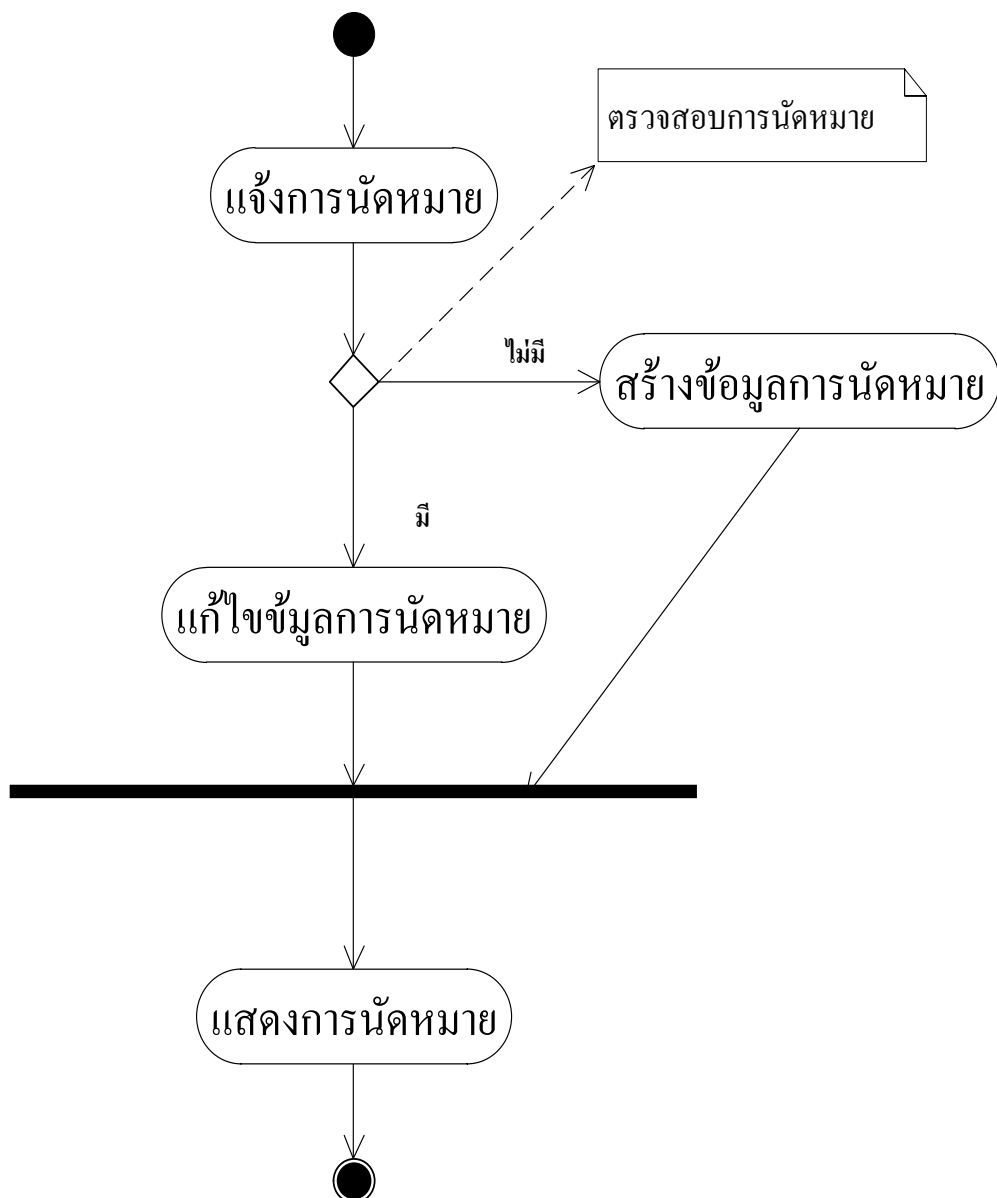 ตรวจสอบการนัดหมาย
แจ้งการนัดหมาย
ไม่มี
สร้างข้อมูลการนัดหมาย
มี
แก้ไขข้มูลการนัดหมาย
แสดงการนัดหมาย